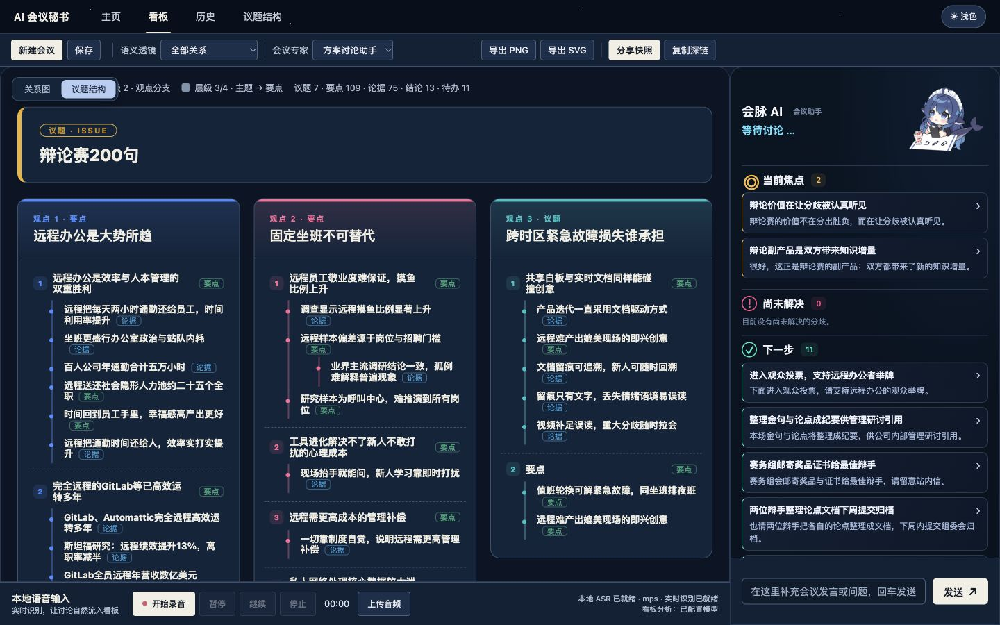 AI 会议秘书
主页
看板
历史
议题结构
☀ 浅色
新建会议
保存
语义透镜
全部关系
会议专家
方案讨论助手
导出 PNG
导出 SVG
分享快照
复制深链
关系图
议题结构
2 · 观点分支
层级 3/4 · 主题 → 要点
议题 7 · 要点 109 · 论据 75 · 结论 13 · 待办 11
议题 · ISSUE
辩论赛200句
观点 1 · 要点
远程办公是大势所趋
1
远程办公是效率与人本管理的
双重胜利
要点
远程把每天两小时通勤还给员工，时间
利用率提升 论据
坐班更盛行办公室政治与站队内耗
论据
百人公司年通勤合计五万小时 论据
远程送还社会隐形人力池约二十五个全
职 要点
时间回到员工手里，幸福感高产出更好
要点
远程把通勤时间还给人，效率实打实提
升 论据
2
完全远程的GitLab等已高效运
转多年
要点
GitLab、Automattic完全远程高效运
转多年 论据
斯坦福研究：远程绩效提升13%，离
职率减半 论据
GitLab全员远程年营收数亿美元
观点 2 · 要点
固定坐班不可替代
1
远程员工敬业度难保证，摸鱼
比例上升
要点
调查显示远程摸鱼比例显著上升
论据
远程样本偏差源于岗位与招聘门槛
要点
业界主流调研结论一致，孤例
难解释普遍现象 论据
研究样本为呼叫中心，难推演到所有岗
位 要点
2
工具进化解决不了新人不敢打
扰的心理成本
要点
现场抬手就能问，新人学习靠即时打扰
论据
3
远程需更高成本的管理补偿
要点
一切靠制度自觉，说明远程需更高管理
补偿 论据
私人网络处理核心数据放大泄
观点 3 · 议题
跨时区紧急故障损失谁承担
1
共享白板与实时文档同样能碰
撞创意
要点
产品迭代一直采用文档驱动方式
论据
远程难产出媲美现场的即兴创意
要点
文档留痕可追溯，新人可随时回溯
论据
留痕只有文字，丢失情绪语境易误读
论据
视频补足误读，重大分歧随时拉会
论据
2
要点
要点
值班轮换可解紧急故障，同坐班排夜班
要点
远程难产出媲美现场的即兴创意
要点
会脉 AI
会议助手
等待讨论 ...
当前焦点
2
辩论价值在让分歧被认真听见
辩论赛的价值不在分出胜负，而在让分歧被认真听见。
辩论副产品是双方带来知识增量
很好，这正是辩论赛的副产品：双方都带来了新的知识增量。
尚未解决
0
目前没有尚未解决的分歧。
下一步
11
进入观众投票，支持远程办公者举牌
下面进入观众投票，请支持远程办公的观众举牌。
整理金句与论点成纪要供管理研讨引用
本场金句与论点将整理成纪要，供公司内部管理研讨引用。
赛务组邮寄奖品证书给最佳辩手
赛务组会邮寄奖品与证书给最佳辩手，请留意站内信。
两位辩手整理论点文档下周提交归档
也请两位辩手把各自的论点整理成文档，下周内提交组委会归
档。
本地语音输入
实时识别，让讨论自然流入看板
开始录音
暂停
继续
停止
00:00
上传音频
本地 ASR 已就绪 · mps · 实时识别已就绪
看板分析：已配置模型
在这里补充会议发言或问题，回车发送
发送